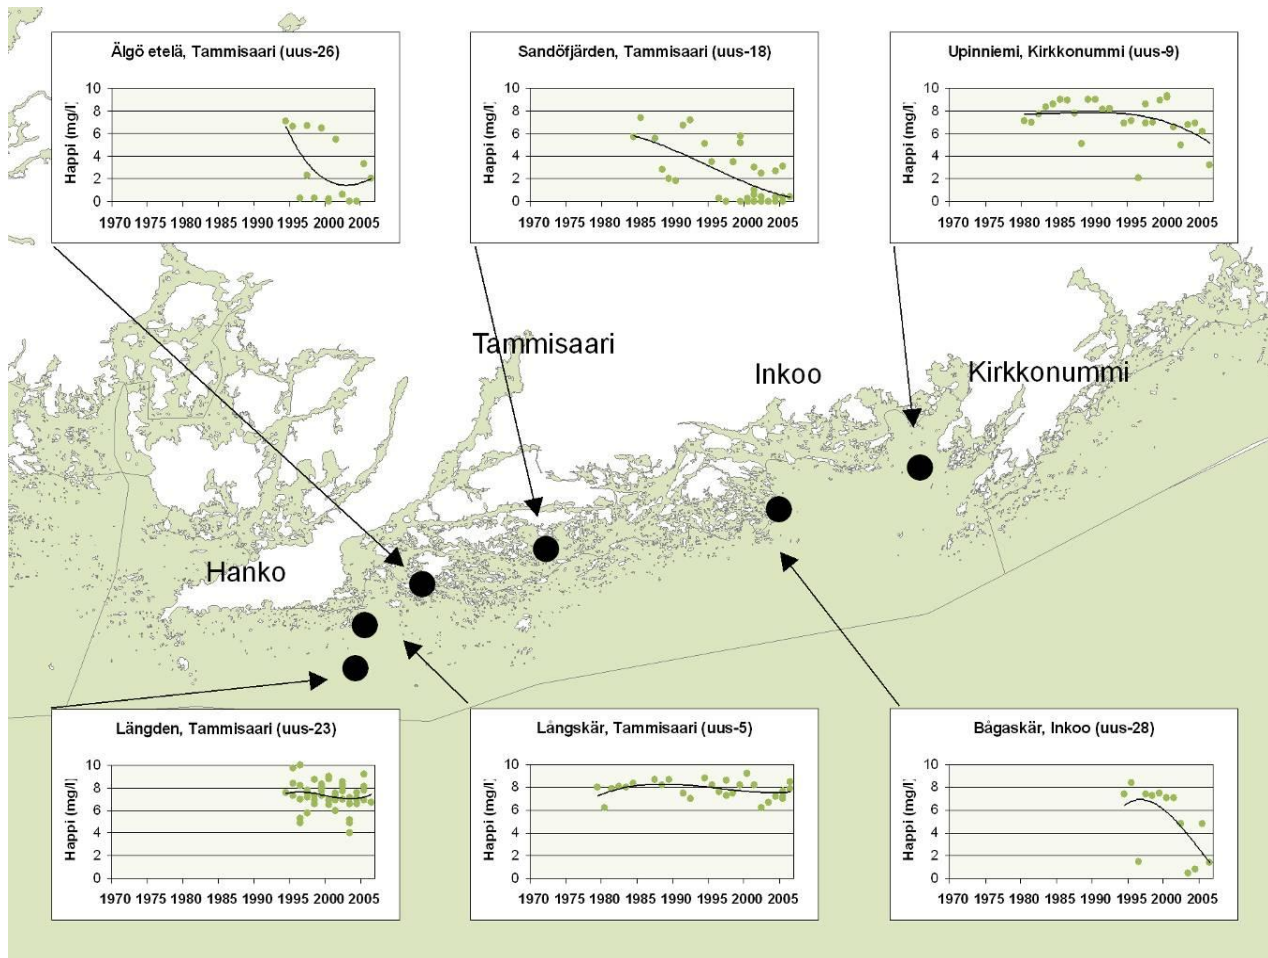 Älgö etelä, Tammisaari (uus-26)
Happi (mg/l)
10
8
6
4
2
0
1970 1975 1980 1985 1990 1995 2000 2005
Sandöfjärden, Tammisaari (uus-18)
Happi (mg/l)
10
8
6
4
2
0
1970 1975 1980 1985 1990 1995 2000 2005
Upinniemi, Kirkkonummi (uus-9)
Happi (mg/l)
10
8
6
4
2
0
1970 1975 1980 1985 1990 1995 2000 2005
Tammisaari
Inkoo
Kirkkonummi
Hanko
Längden, Tammisaari (uus-23)
Happi (mg/l)
10
8
6
4
2
0
1970 1975 1980 1985 1990 1995 2000 2005
Långskär, Tammisaari (uus-5)
Happi (mg/l)
10
8
6
4
2
0
1970 1975 1980 1985 1990 1995 2000 2005
Bågaskär, Inkoo (uus-28)
Happi (mg/l)
10
8
6
4
2
0
1970 1975 1980 1985 1990 1995 2000 2005